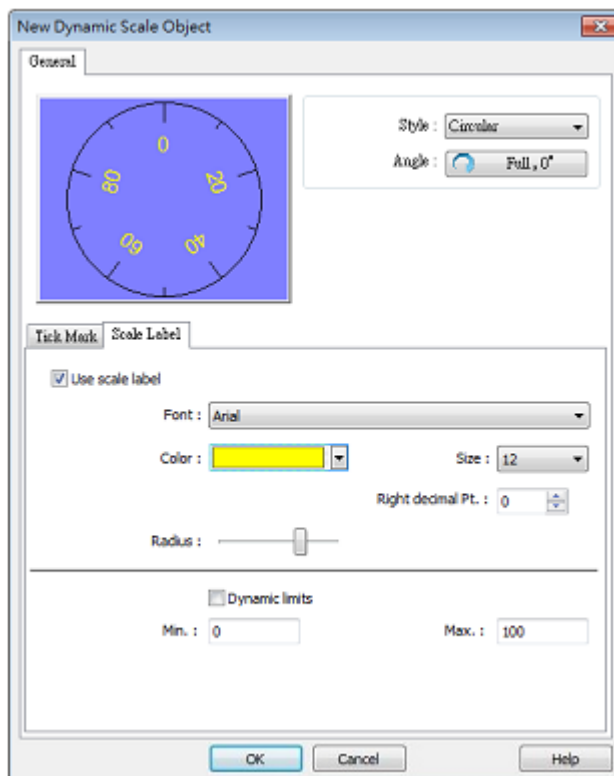 New Dynamic Scale Object
General
0
20
40
60
80
Style : Circular
Angle : Full, 0°
Tick Mark Scale Label
Use scale label
Font : Arial
Color : Size : 12
Right decimal Pt. : 0
Radius :
Dynamic limits
Min. : 0 Max. : 100
OK Cancel Help